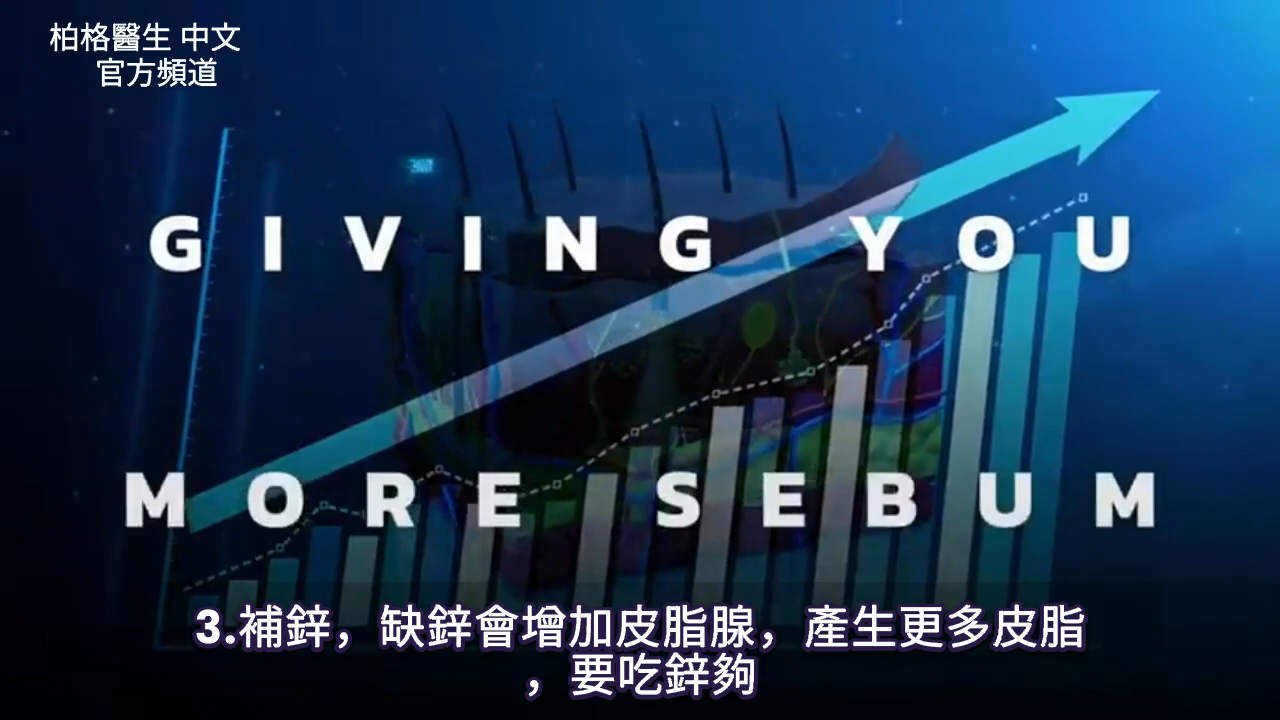 柏格醫生 中文
官方頻道
GIVING YOU
MORE SEBUM
3.補鋅，缺鋅會增加皮脂腺，產生更多皮脂
，要吃鋅夠